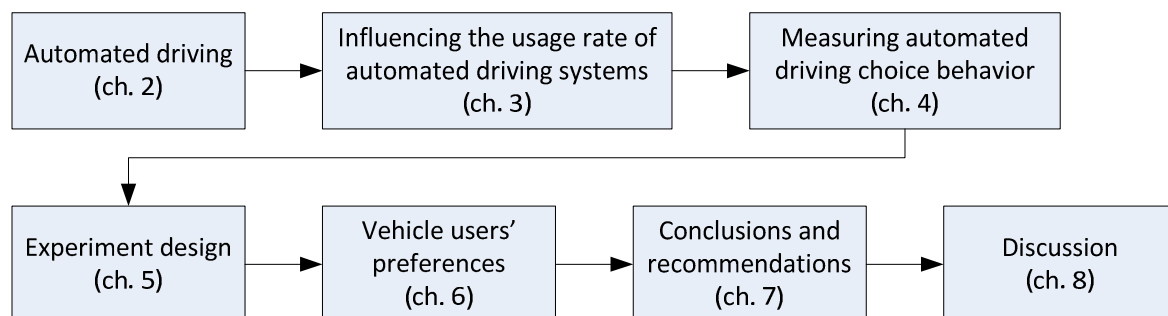 Automated driving
(ch. 2)
Influencing the usage rate of
automated driving systems
(ch. 3)
Measuring automated
driving choice behavior
(ch. 4)
Experiment design
(ch. 5)
Vehicle users’
preferences
(ch. 6)
Conclusions and
recommendations
(ch. 7)
Discussion
(ch. 8)